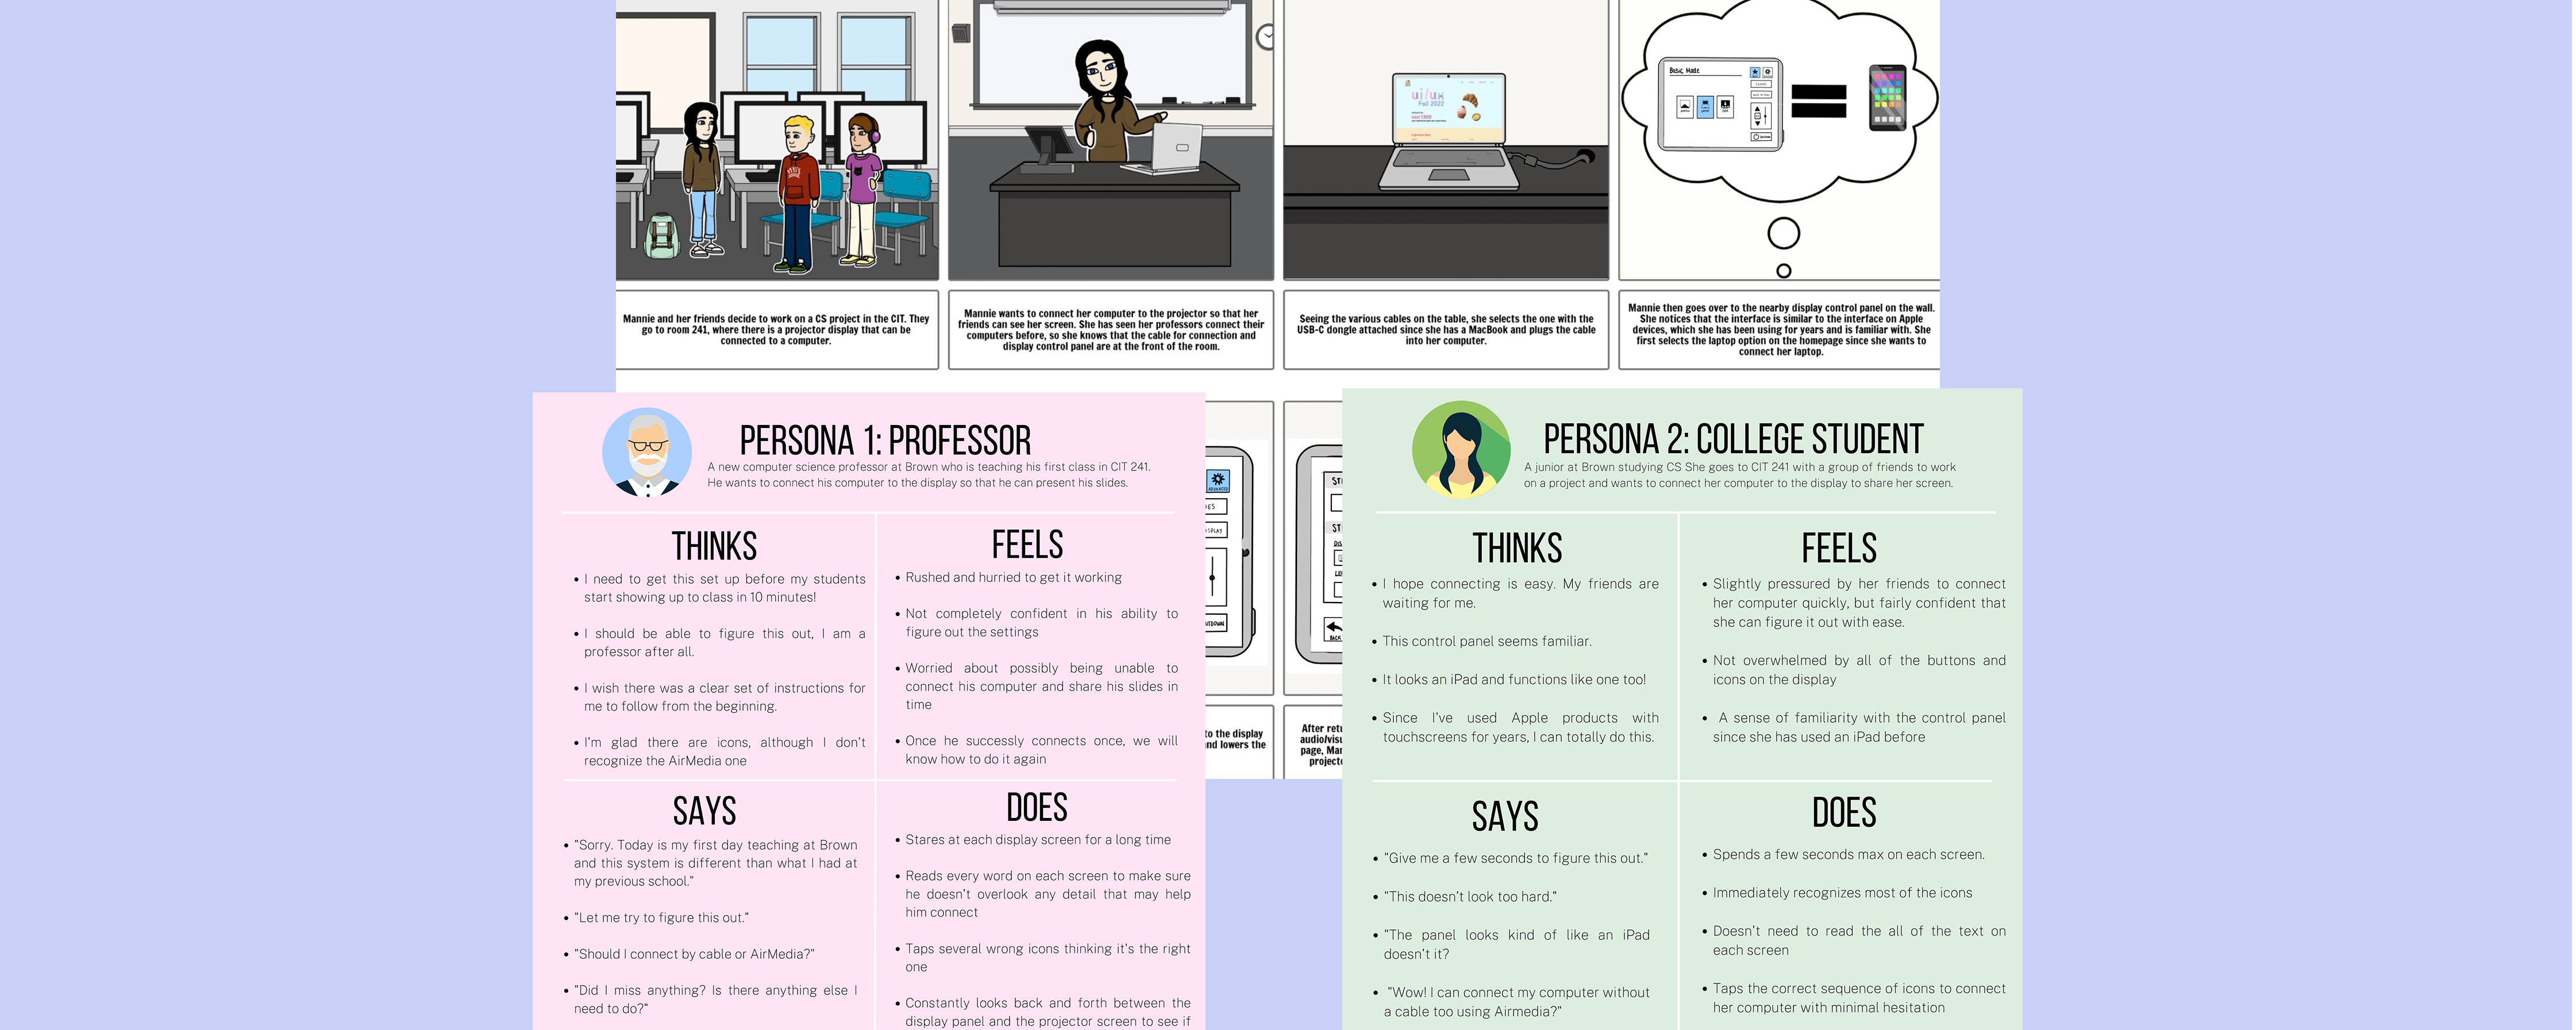 Basic Mode
ui/ux
Fall 2022
Mannie and her friends decide to work on a CS project in the CIT. They
go to room 241, where there is a projector display that can be
connected to a computer.
Mannie wants to connect her computer to the projector so that her
friends can see her screen. She has seen her professors connect their
computers before, so she knows that the cable for connection and
display control panel are at the front of the room.
Seeing the various cables on the table, she selects the one with the
USB-C dongle attached since she has a MacBook and plugs the cable
into her computer.
Mannie then goes over to the nearby display control panel on the wall.
She notices that the interface is similar to the interface on Apple
devices, which she has been using for years and is familiar with. She
first selects the laptop option on the homepage since she wants to
connect her laptop.
PERSONA 1: PROFESSOR
A new computer science professor at Brown who is teaching his first class in CIT 241.
He wants to connect his computer to the display so that he can present his slides.
THINKS
• I need to get this set up before my students
start showing up to class in 10 minutes!
• I should be able to figure this out, I am a
professor after all.
• I wish there was a clear set of instructions for
me to follow from the beginning.
• I'm glad there are icons, although I don't
recognize the AirMedia one
FEELS
• Rushed and hurried to get it working
• Not completely confident in his ability to
figure out the settings
• Worried about possibly being unable to
connect his computer and share his slides in
time
• Once he successly connects once, we will
know how to do it again
SAYS
• "Sorry. Today is my first day teaching at Brown
and this system is different than what I had at
my previous school."
• "Let me try to figure this out."
• "Should I connect by cable or AirMedia?"
• "Did I miss anything? Is there anything else I
need to do?"
DOES
• Stares at each display screen for a long time
• Reads every word on each screen to make sure
he doesn't overlook any detail that may help
him connect
• Taps several wrong icons thinking it's the right
one
• Constantly looks back and forth between the
display panel and the projector screen to see if
to the display
nd lowers the
After retu
audio/visu
page, Man
projecto
PERSONA 2: COLLEGE STUDENT
A junior at Brown studying CS She goes to CIT 241 with a group of friends to work
on a project and wants to connect her computer to the display to share her screen.
THINKS
• I hope connecting is easy. My friends are
waiting for me.
• This control panel seems familiar.
• It looks an iPad and functions like one too!
• Since I've used Apple products with
touchscreens for years, I can totally do this.
FEELS
• Slightly pressured by her friends to connect
her computer quickly, but fairly confident that
she can figure it out with ease.
• Not overwhelmed by all of the buttons and
icons on the display
• A sense of familiarity with the control panel
since she has used an iPad before
SAYS
• "Give me a few seconds to figure this out."
• "This doesn't look too hard."
• "The panel looks kind of like an iPad
doesn't it?
• "Wow! I can connect my computer without
a cable too using Airmedia?"
DOES
• Spends a few seconds max on each screen.
• Immediately recognizes most of the icons
• Doesn't need to read the all of the text on
each screen
• Taps the correct sequence of icons to connect
her computer with minimal hesitation